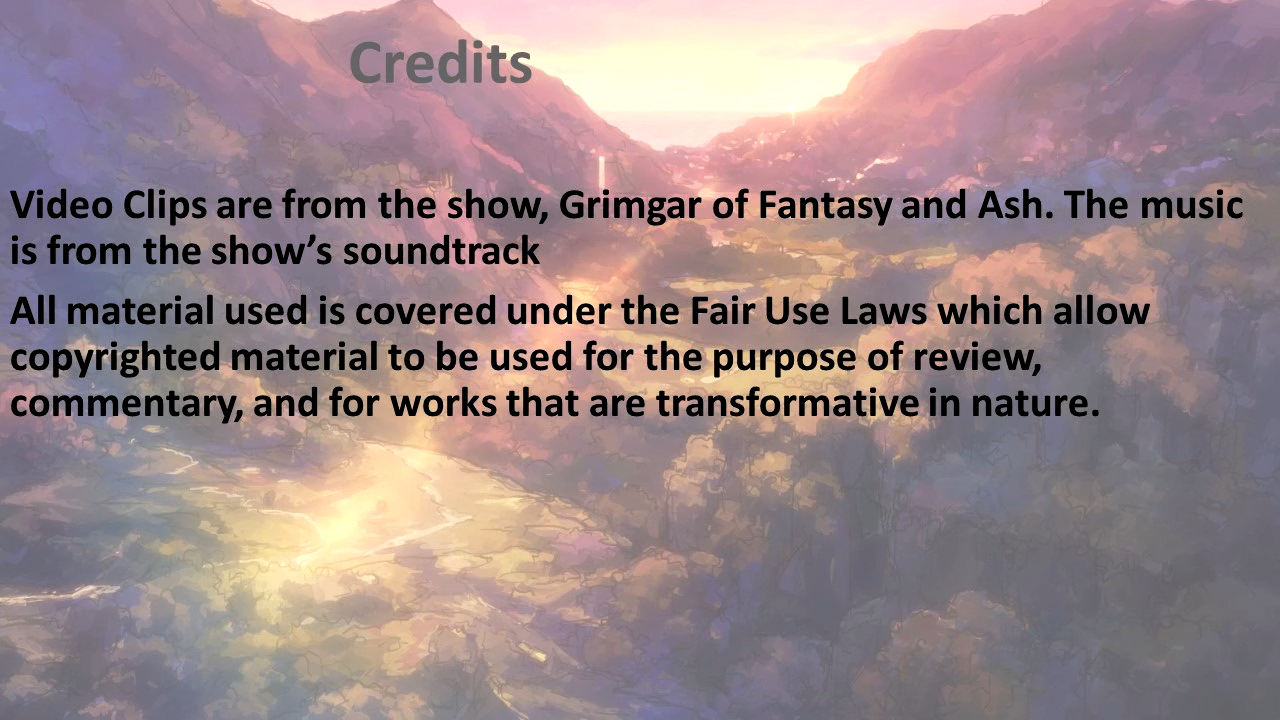 Credits
Video Clips are from the show, Grimgar of Fantasy and Ash. The music
is from the show’s soundtrack
All material used is covered under the Fair Use Laws which allow
copyrighted material to be used for the purpose of review,
commentary, and for works that are transformative in nature.